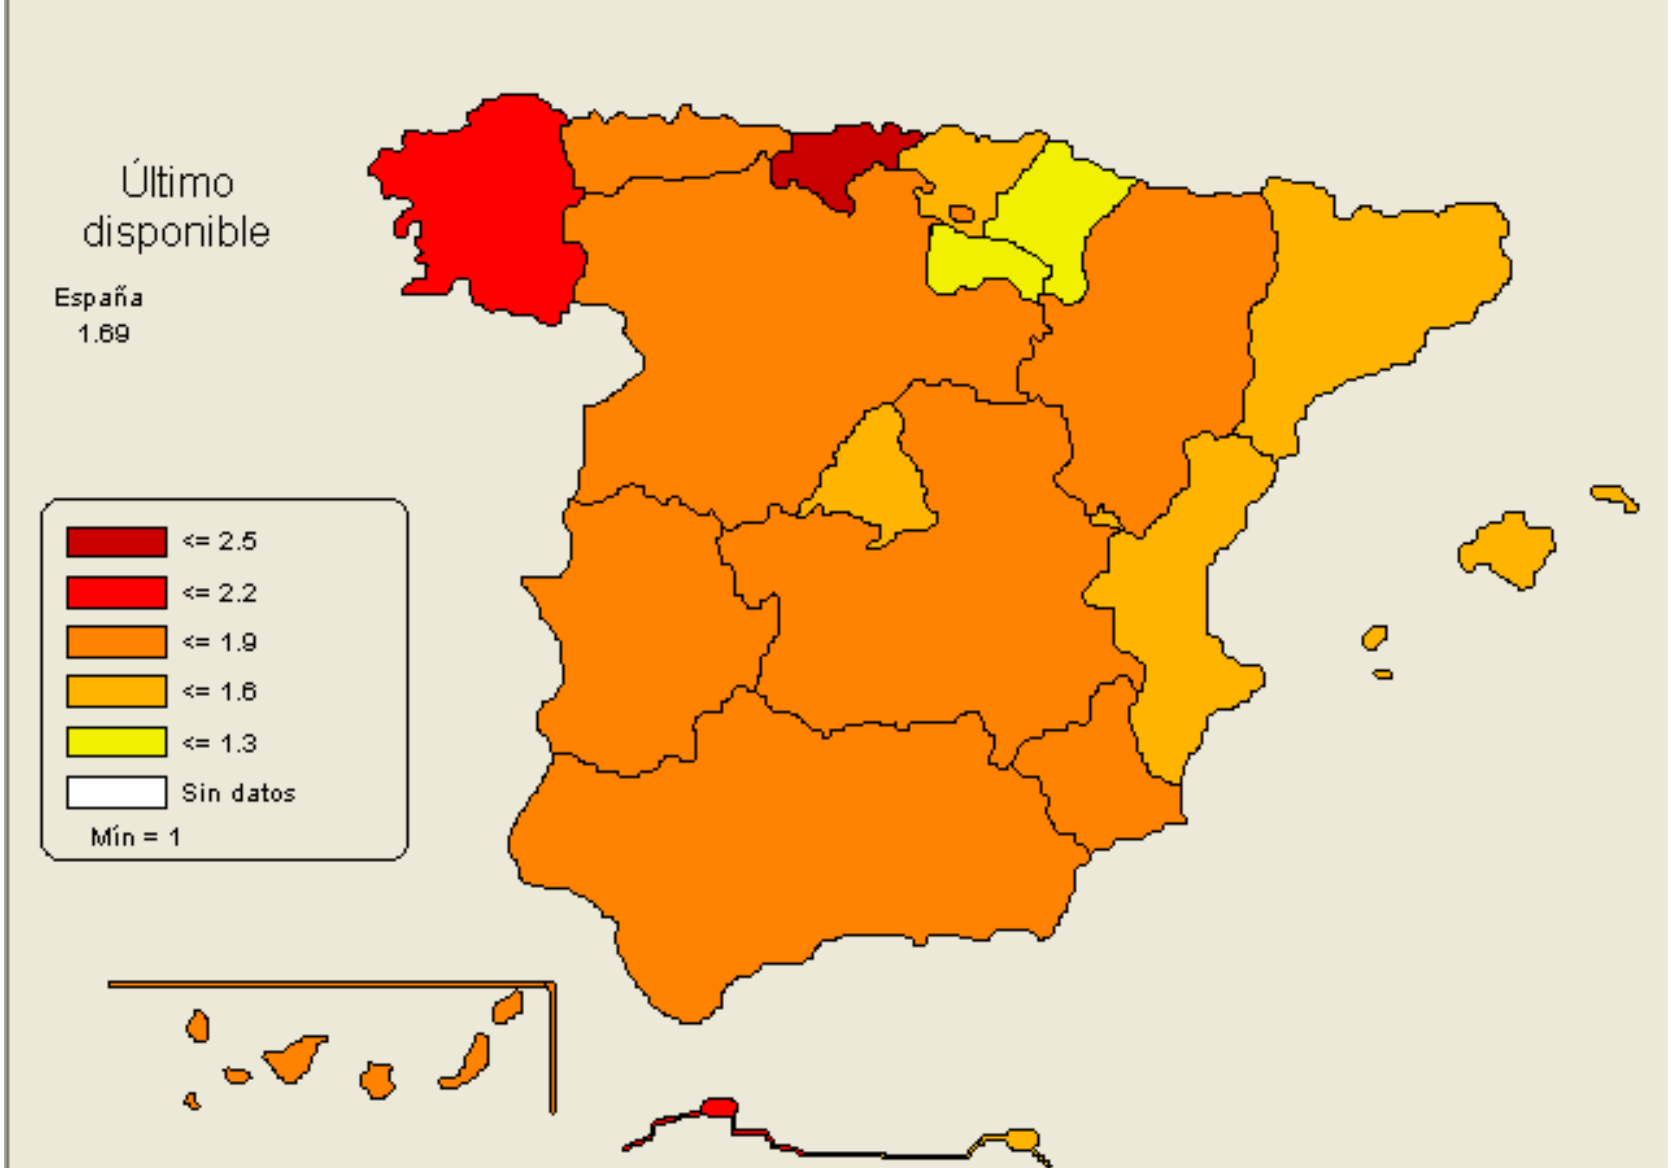 Último
disponible
España
1.69
<= 2.5
<= 2.2
<= 1.9
<= 1.6
<= 1.3
Sin datos
Mín = 1